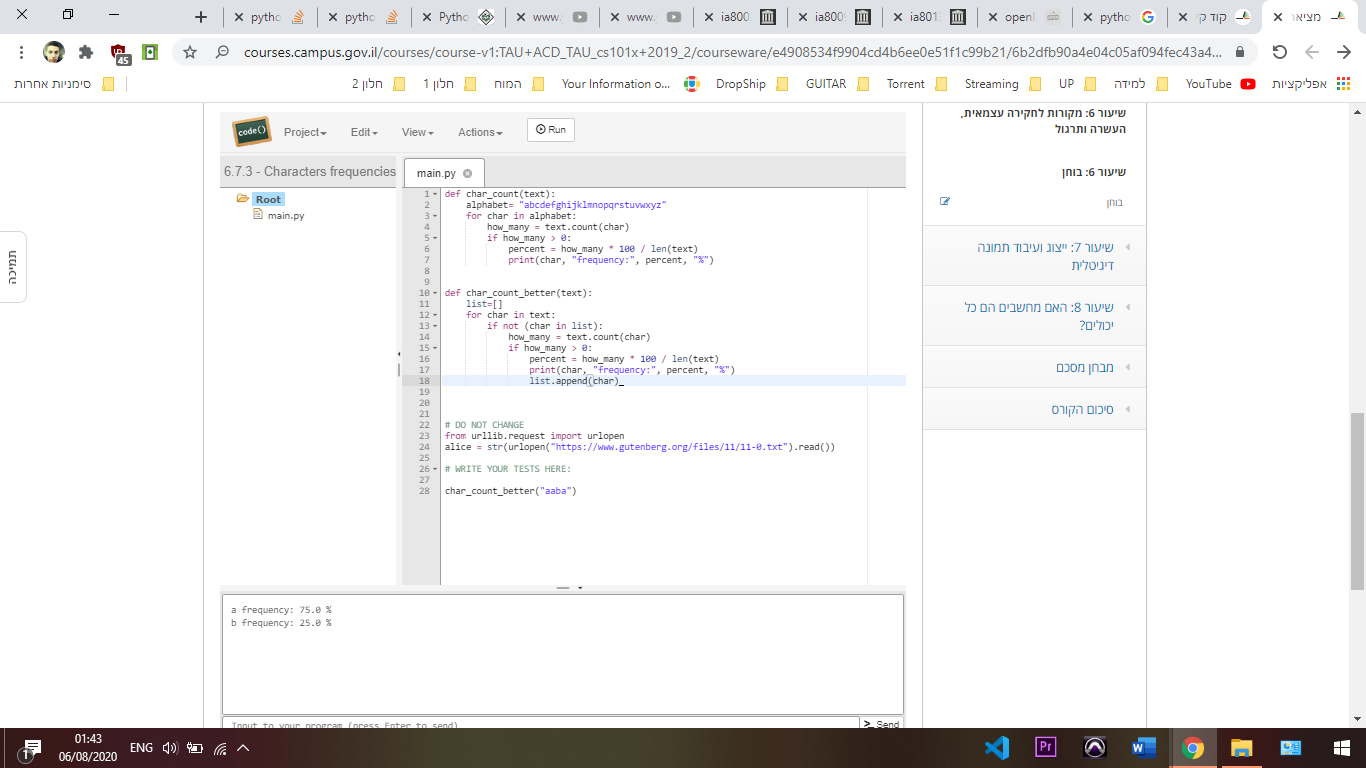 pytho
pytho
Pytho
www.y
www.
ia800
ia800
ia801
openl
pytho
קוד קי
מציאו
45
courses.campus.gov.il/courses/course-v1:TAU+ACD_TAU_cs101x+2019_2/courseware/e4908534f9904cd4b6ee0e51f1c99b21/6b2dfb90a4e04c05af094fec43a4...
סימניות אחרות
חלון 2
חלון 1
המוח
Your Information o...
DropShip
GUITAR
Torrent
Streaming
UP
למידה
YouTube
אפליקציות
code()
Project
Edit
View
Actions
Run
6.7.3 - Characters frequencies
main.py
Root
main.py
1 def char_count(text):
2 alphabet= "abcdefghijklmnopqrstuvwxyz"
3 for char in alphabet:
4 how_many = text.count(char)
5 if how_many > 0:
6 percent = how_many * 100 / len(text)
7 print(char, "frequency:", percent, "%")
8
9
10 def char_count_better(text):
11 list=[]
12 for char in text:
13 if not (char in list):
14 how_many = text.count(char)
15 if how_many > 0:
16 percent = how_many * 100 / len(text)
17 print(char, "frequency:", percent, "%")
18 list.append(char)
19
20
21
22 # DO NOT CHANGE
23 from urllib.request import urlopen
24 alice = str(urlopen("https://www.gutenberg.org/files/11/11-0.txt").read())
25
26 # WRITE YOUR TESTS HERE:
27
28 char_count_better("aaba")
a frequency: 75.0 %
b frequency: 25.0 %
Input to your program (press Enter to send)
>_ Send
תמיכה
שיעור 6: מקורות לחקירה עצמאית,
העשרה ותרגול
שיעור 6: בוחן
בוחן
שיעור 7: ייצוג ועיבוד תמונה
דיגיטלית
שיעור 8: האם מחשבים הם כל
יכולים?
מבחן מסכם
סיכום הקורס
1
01:43
06/08/2020
ENG
Pr